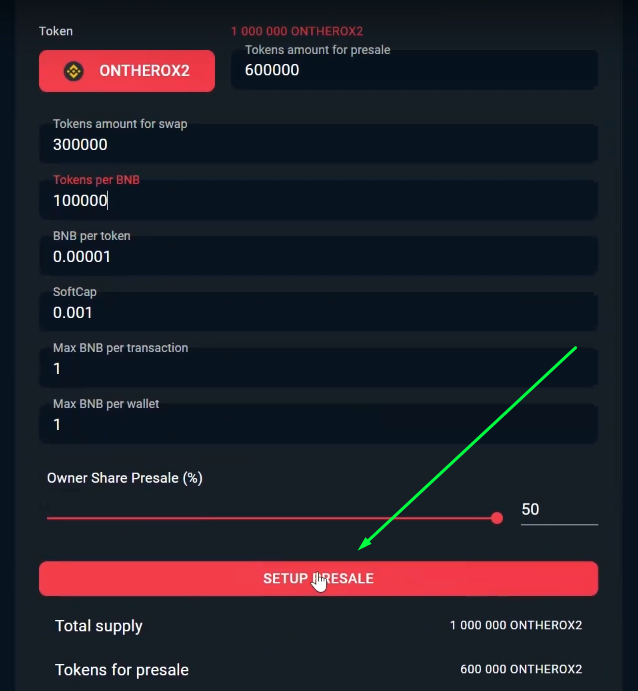 Token
1 000 000 ONTHEROX2
ONTHEROX2
Tokens amount for presale
600000
Tokens amount for swap
300000
Tokens per BNB
100000
BNB per token
0.00001
SoftCap
0.001
Max BNB per transaction
1
Max BNB per wallet
1
Owner Share Presale (%)
50
SETUP PRESALE
Total supply
1 000 000 ONTHEROX2
Tokens for presale
600 000 ONTHEROX2